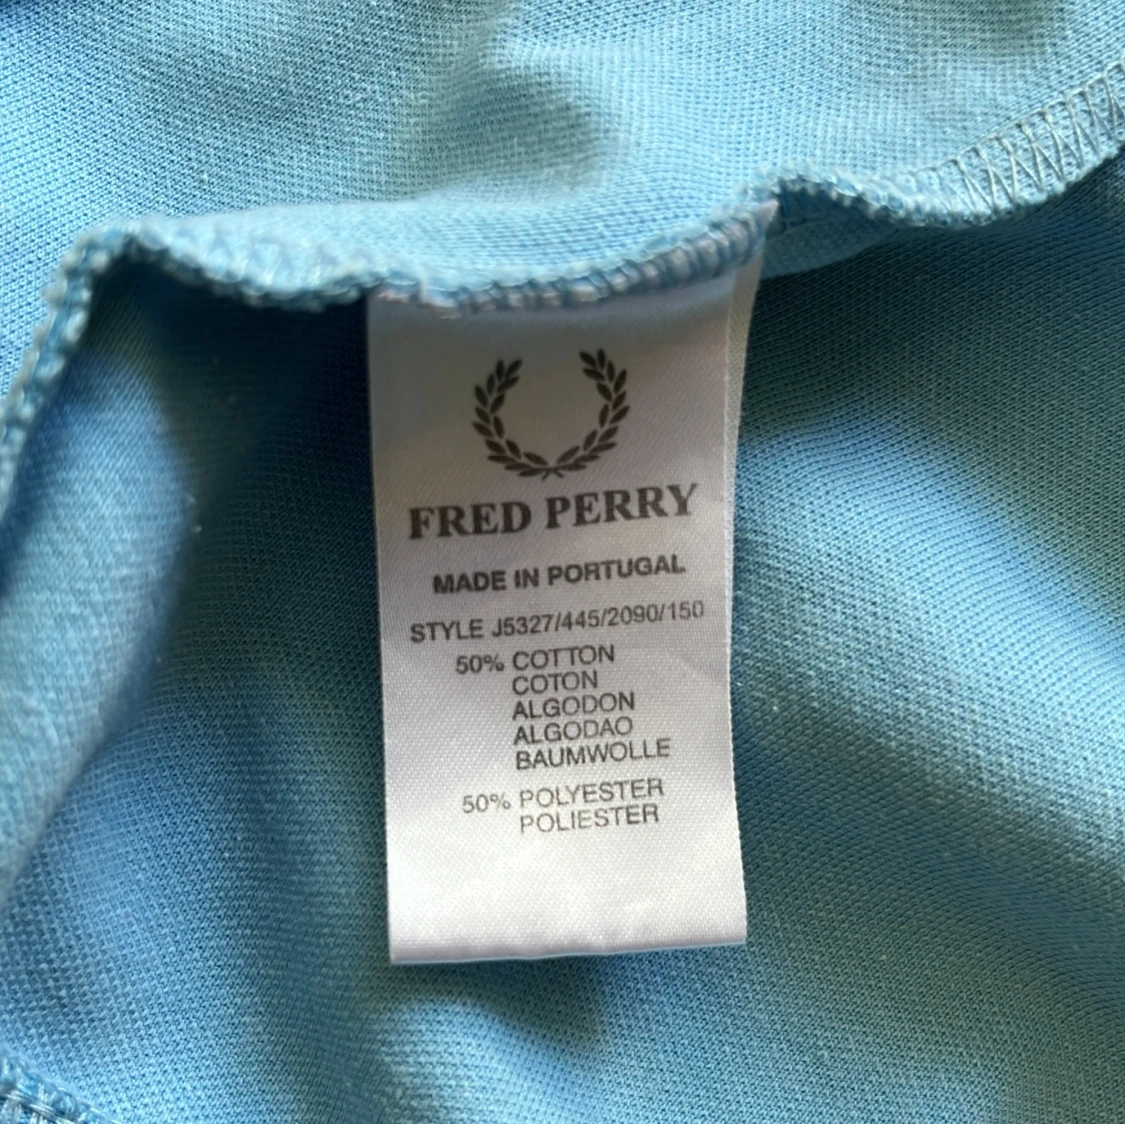 FRED PERRY
MADE IN PORTUGAL
STYLE J5327/445/2090/150
50% COTTON
COTON
ALGODON
ALGODAO
BAUMWOLLE
50% POLYESTER
POLIESTER